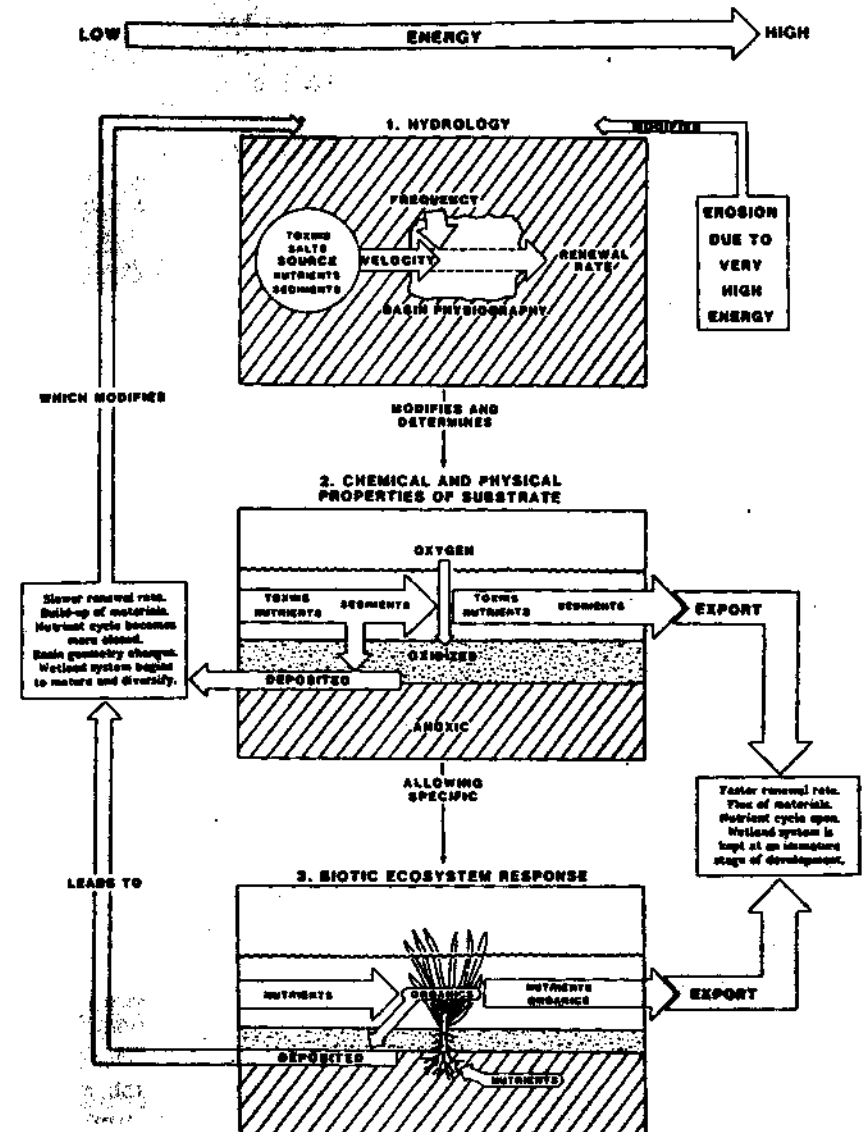 LOW
ENERGY
HIGH
1. HYDROLOGY
MODIFIES
FREQUENCY
TOXINS
SALTS
SOURCE
NUTRIENTS
SEDIMENTS
VELOCITY
RENEWAL
RATE
BASIN PHYSIOGRAPHY
EROSION
DUE TO
VERY
HIGH
ENERGY
WHICH MODIFIES
MODIFIES AND
DETERMINES
2. CHEMICAL AND PHYSICAL
PROPERTIES OF SUBSTRATE
OXYGEN
TOXINS
NUTRIENTS
SEDIMENTS
TOXINS
NUTRIENTS
SEDIMENTS
EXPORT
OXIDIZED
DEPOSITED
ANOXIC
Slower renewal rate.
Build-up of materials.
Nutrient cycle becomes
more closed.
Basin geometry changes.
Wetland system begins
to mature and diversify.
ALLOWING
SPECIFIC
Faster renewal rate.
Flux of materials.
Nutrient cycle open.
Wetland system is
kept at an immature
stage of development.
LEADS TO
3. BIOTIC ECOSYSTEM RESPONSE
NUTRIENTS
ORGANICS
NUTRIENTS
ORGANICS
EXPORT
DEPOSITED
NUTRIENTS